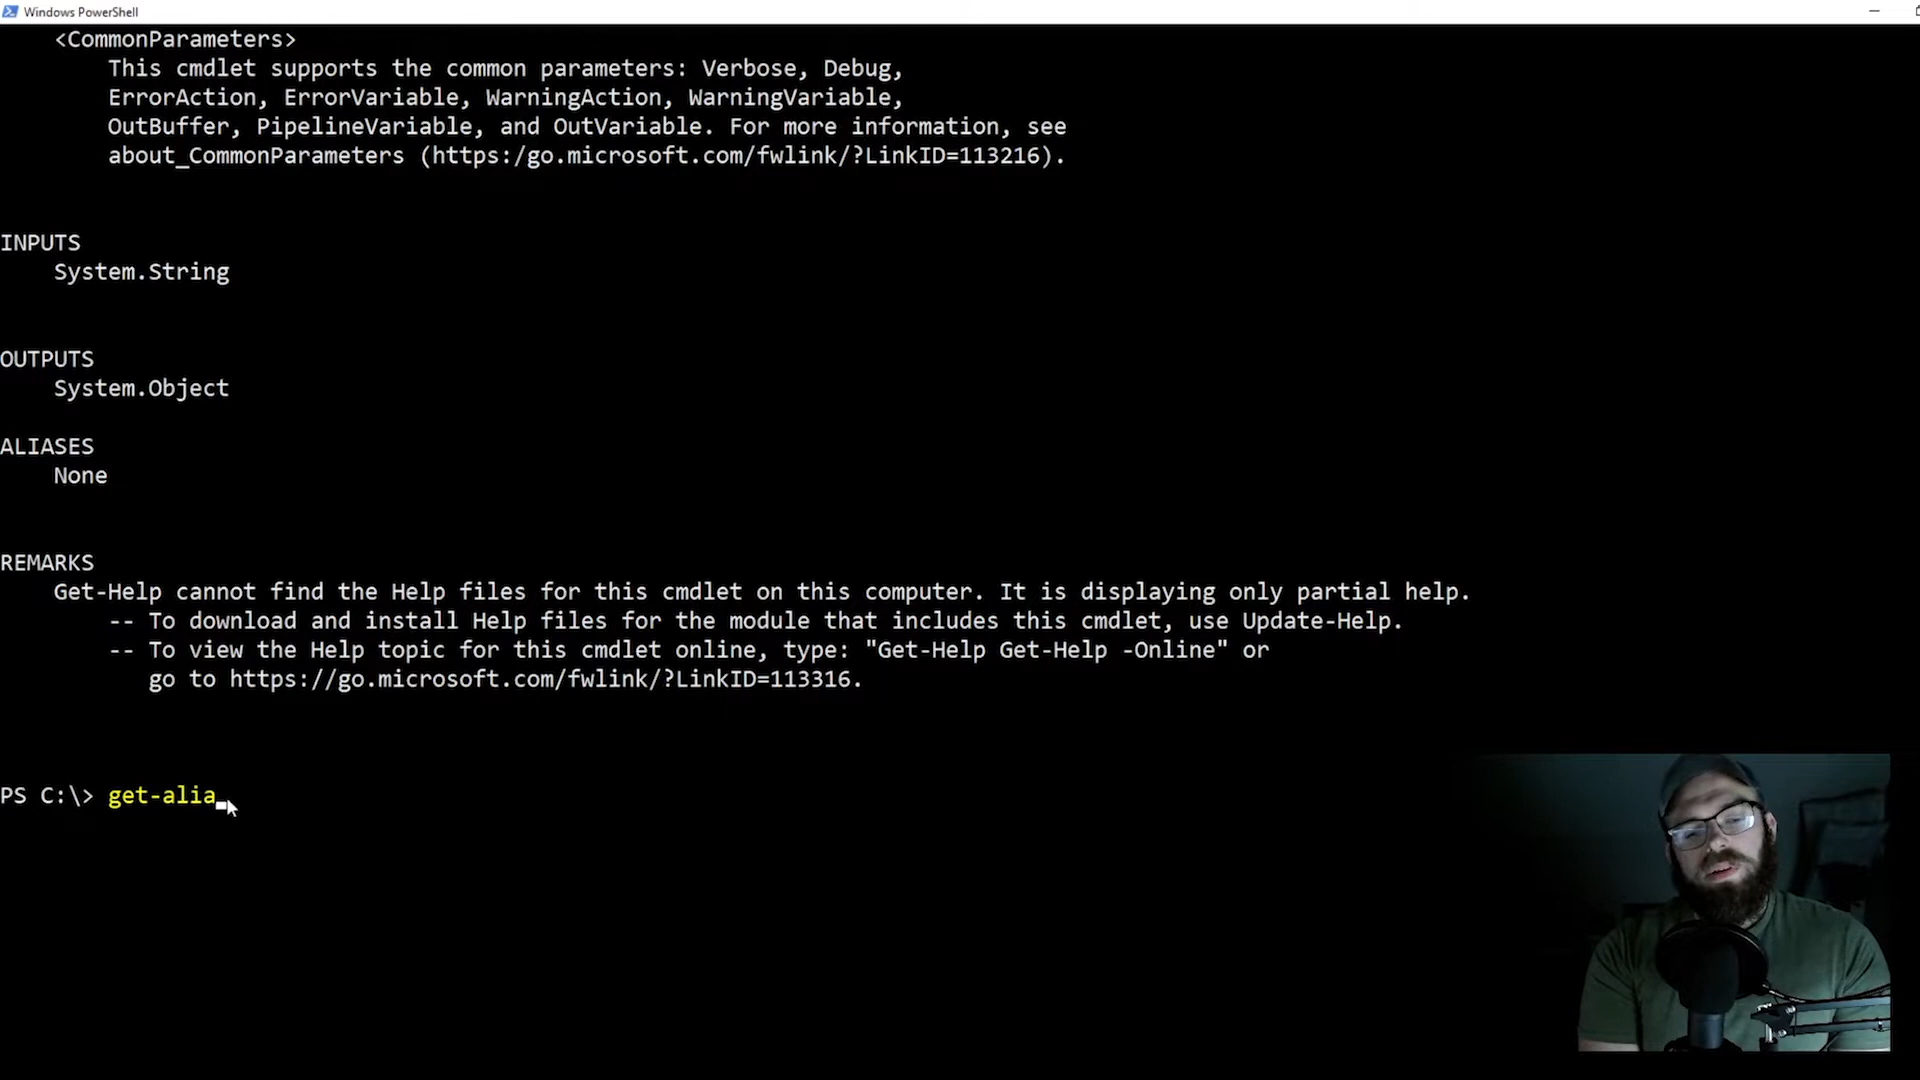 Windows PowerShell
<CommonParameters>
This cmdlet supports the common parameters: Verbose, Debug,
ErrorAction, ErrorVariable, WarningAction, WarningVariable,
OutBuffer, PipelineVariable, and OutVariable. For more information, see
about_CommonParameters (https:/go.microsoft.com/fwlink/?LinkID=113216).
INPUTS
System.String
OUTPUTS
System.Object
ALIASES
None
REMARKS
Get-Help cannot find the Help files for this cmdlet on this computer. It is displaying only partial help.
-- To download and install Help files for the module that includes this cmdlet, use Update-Help.
-- To view the Help topic for this cmdlet online, type: "Get-Help Get-Help -Online" or
go to https://go.microsoft.com/fwlink/?LinkID=113316.
PS C:\> get-alia